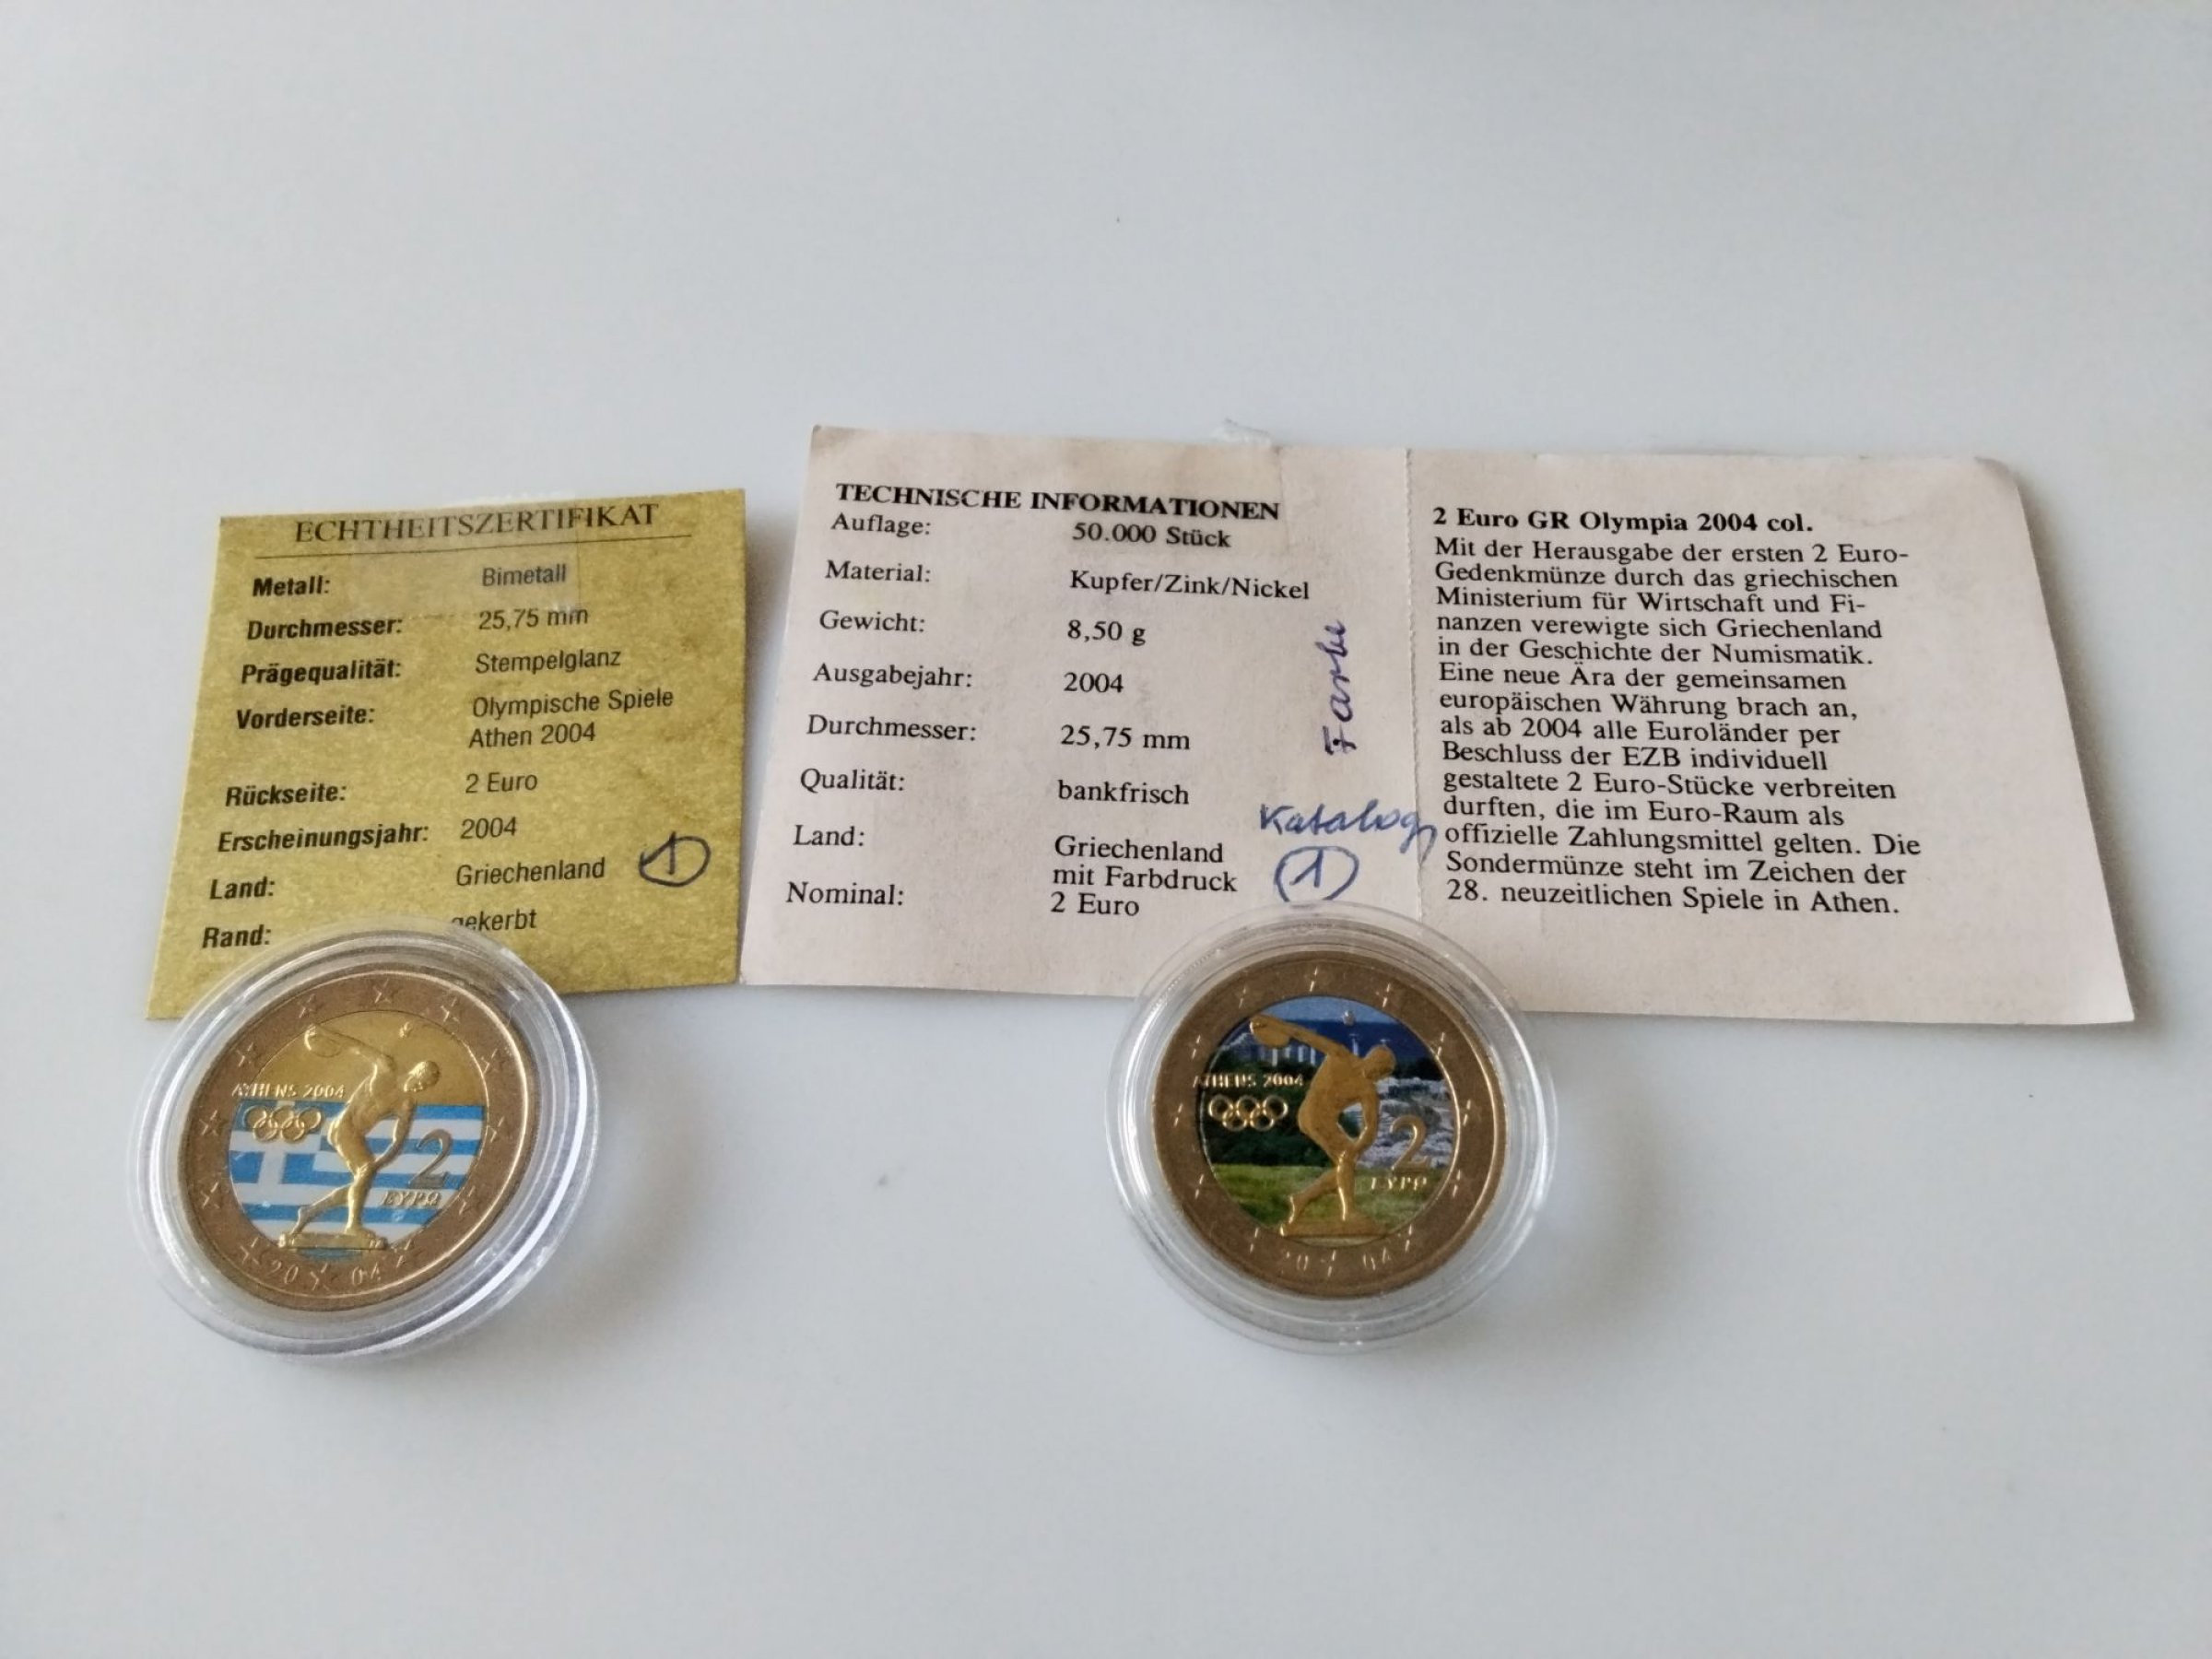 ECHTHEITSZERTIFIKAT
Metall: Bimetall
Durchmesser: 25,75 mm
Prägequalität: Stempelglanz
Vorderseite: Olympische Spiele
Athen 2004
Rückseite: 2 Euro
Erscheinungsjahr: 2004
Land: Griechenland
1
Rand: gekerbt
TECHNISCHE INFORMATIONEN
Auflage: 50.000 Stück
Material: Kupfer/Zink/Nickel
Gewicht: 8,50 g
Ausgabejahr: 2004
Durchmesser: 25,75 mm
Qualität: bankfrisch
Land: Griechenland
mit Farbdruck
Nominal: 2 Euro
Farbe
Katalog
1
2 Euro GR Olympia 2004 col.
Mit der Herausgabe der ersten 2 Euro-
Gedenkmünze durch das griechischen
Ministerium für Wirtschaft und Fi-
nanzen verewigte sich Griechenland
in der Geschichte der Numismatik.
Eine neue Ära der gemeinsamen
europäischen Währung brach an,
als ab 2004 alle Euroländer per
Beschluss der EZB individuell
gestaltete 2 Euro-Stücke verbreiten
durften, die im Euro-Raum als
offizielle Zahlungsmittel gelten. Die
Sondermünze steht im Zeichen der
28. neuzeitlichen Spiele in Athen.
ATHENS 2004
2
ΕΥΡΩ
20 04
ATHENS 2004
2
ΕΥΡΩ
20 04